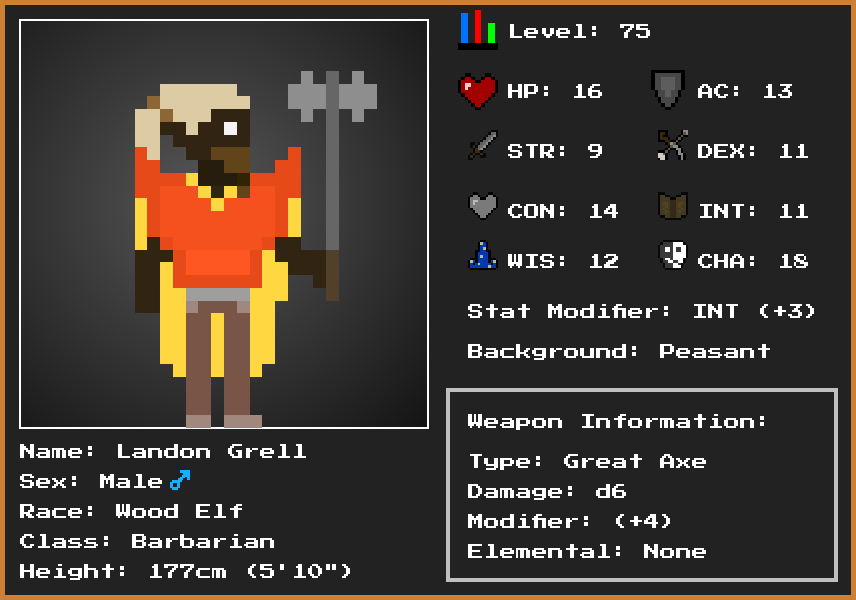 Level: 75
HP: 16
AC: 13
STR: 9
DEX: 11
CON: 14
INT: 11
WIS: 12
CHA: 18
Stat Modifier: INT (+3)
Background: Peasant
Name: Landon Grell
Sex: Male♂
Race: Wood Elf
Class: Barbarian
Height: 177cm (5'10")
Weapon Information:
Type: Great Axe
Damage: d6
Modifier: (+4)
Elemental: None